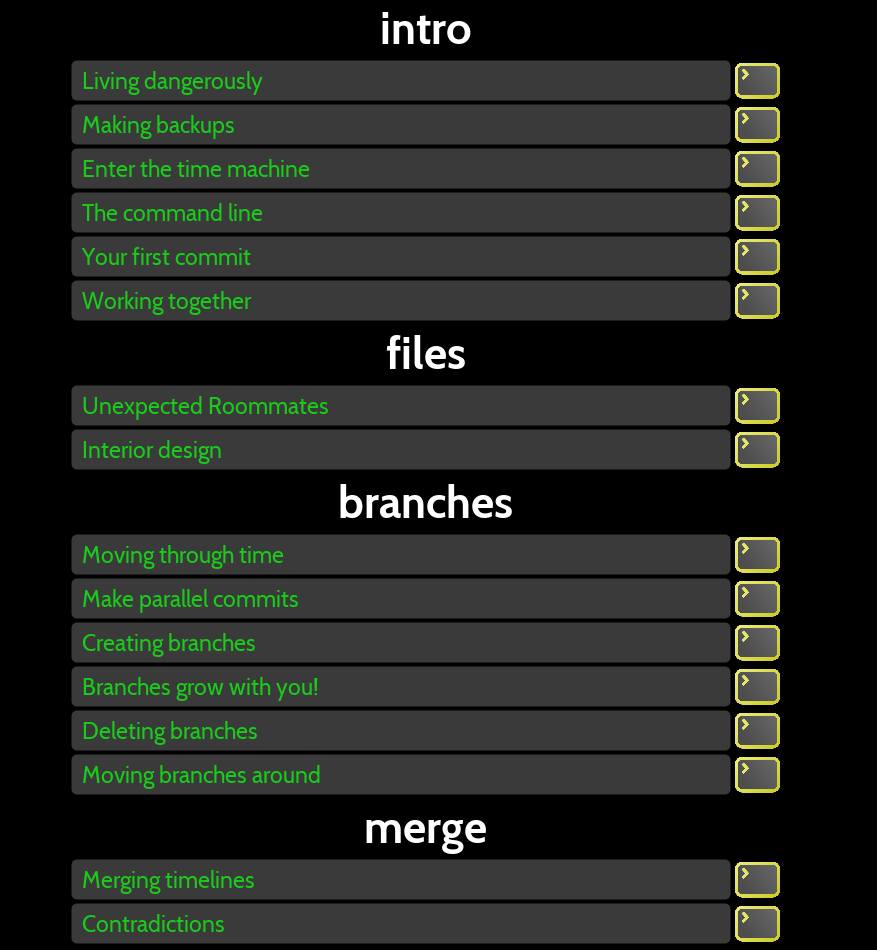 intro
Living dangerously
Making backups
Enter the time machine
The command line
Your first commit
Working together
files
Unexpected Roommates
Interior design
branches
Moving through time
Make parallel commits
Creating branches
Branches grow with you!
Deleting branches
Moving branches around
merge
Merging timelines
Contradictions